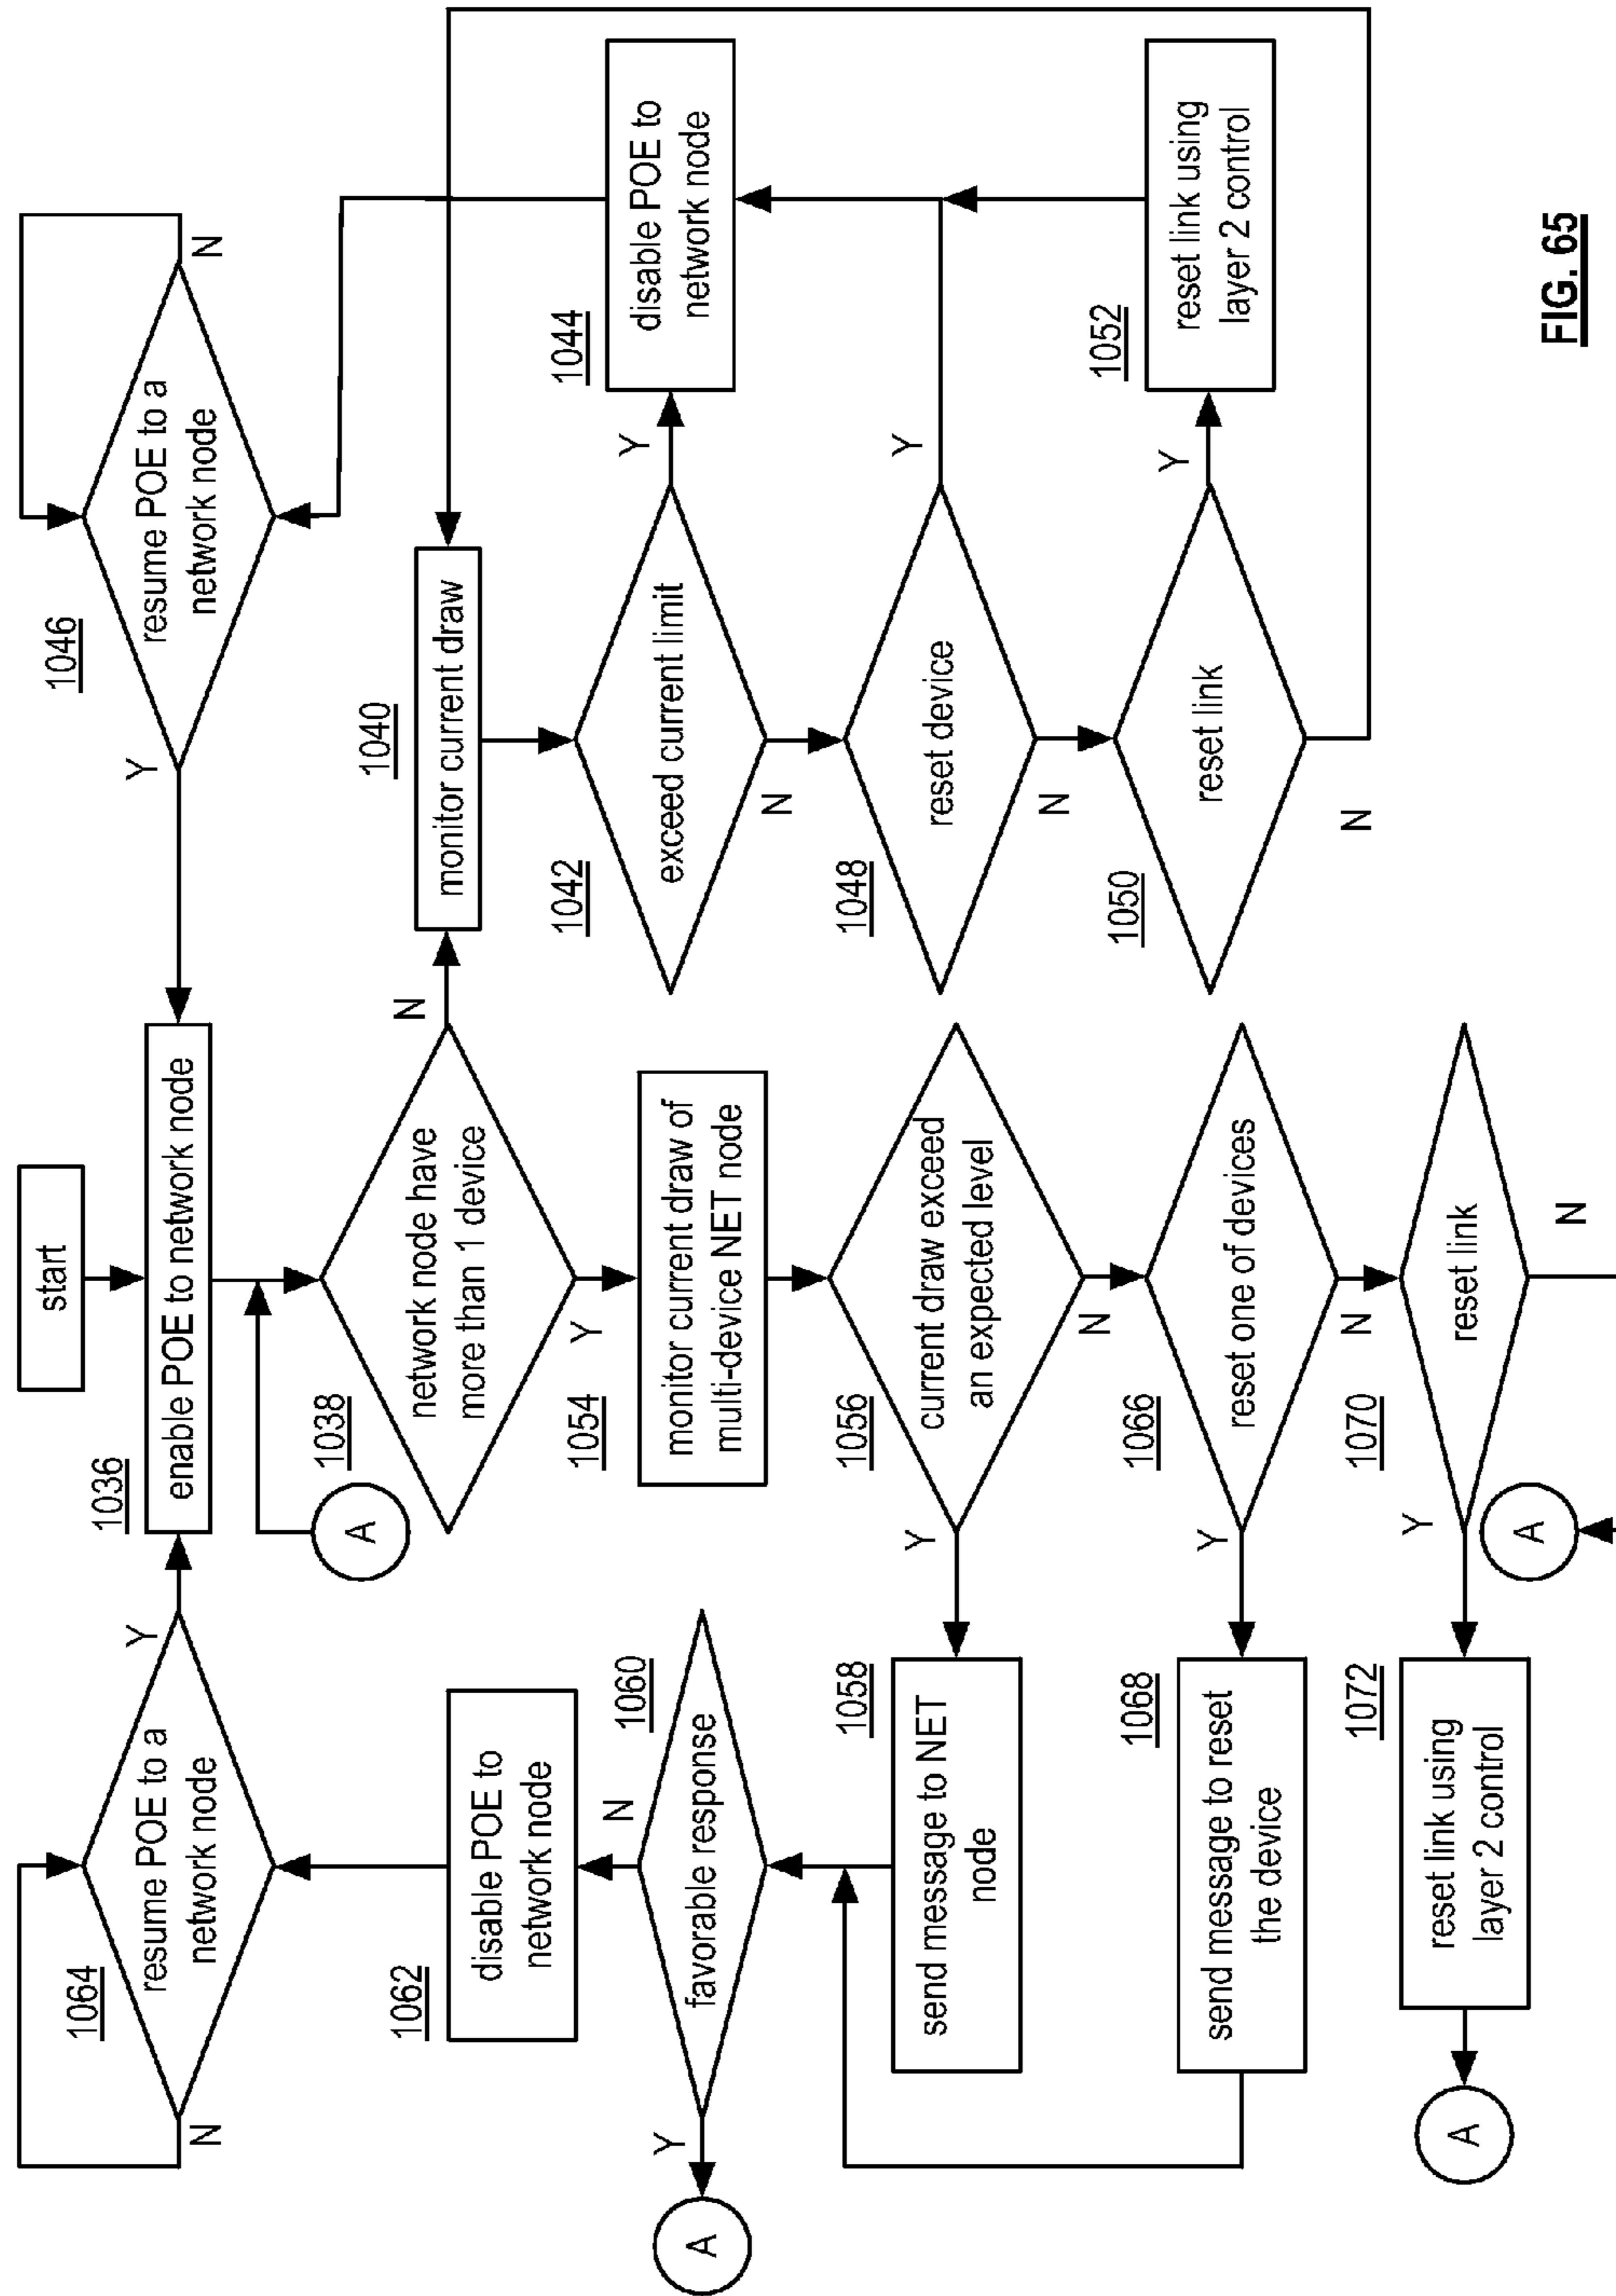 start
1036
enable POE to network node
1064
resume POE to a
network node
Y
N
1046
resume POE to a
network node
Y
N
A
1038
network node have
more than 1 device
N
Y
1040
monitor current draw
1062
disable POE to
network node
1054
monitor current draw of
multi-device NET node
1042
exceed current limit
Y
N
1044
disable POE to
network node
1060
favorable response
N
Y
A
1056
current draw exceed
an expected level
Y
N
1058
send message to NET
node
1048
reset device
Y
N
1066
reset one of devices
Y
N
1068
send message to reset
the device
1050
reset link
Y
N
1052
reset link using
layer 2 control
1070
reset link
Y
N
A
1072
reset link using
layer 2 control
A
FIG. 65